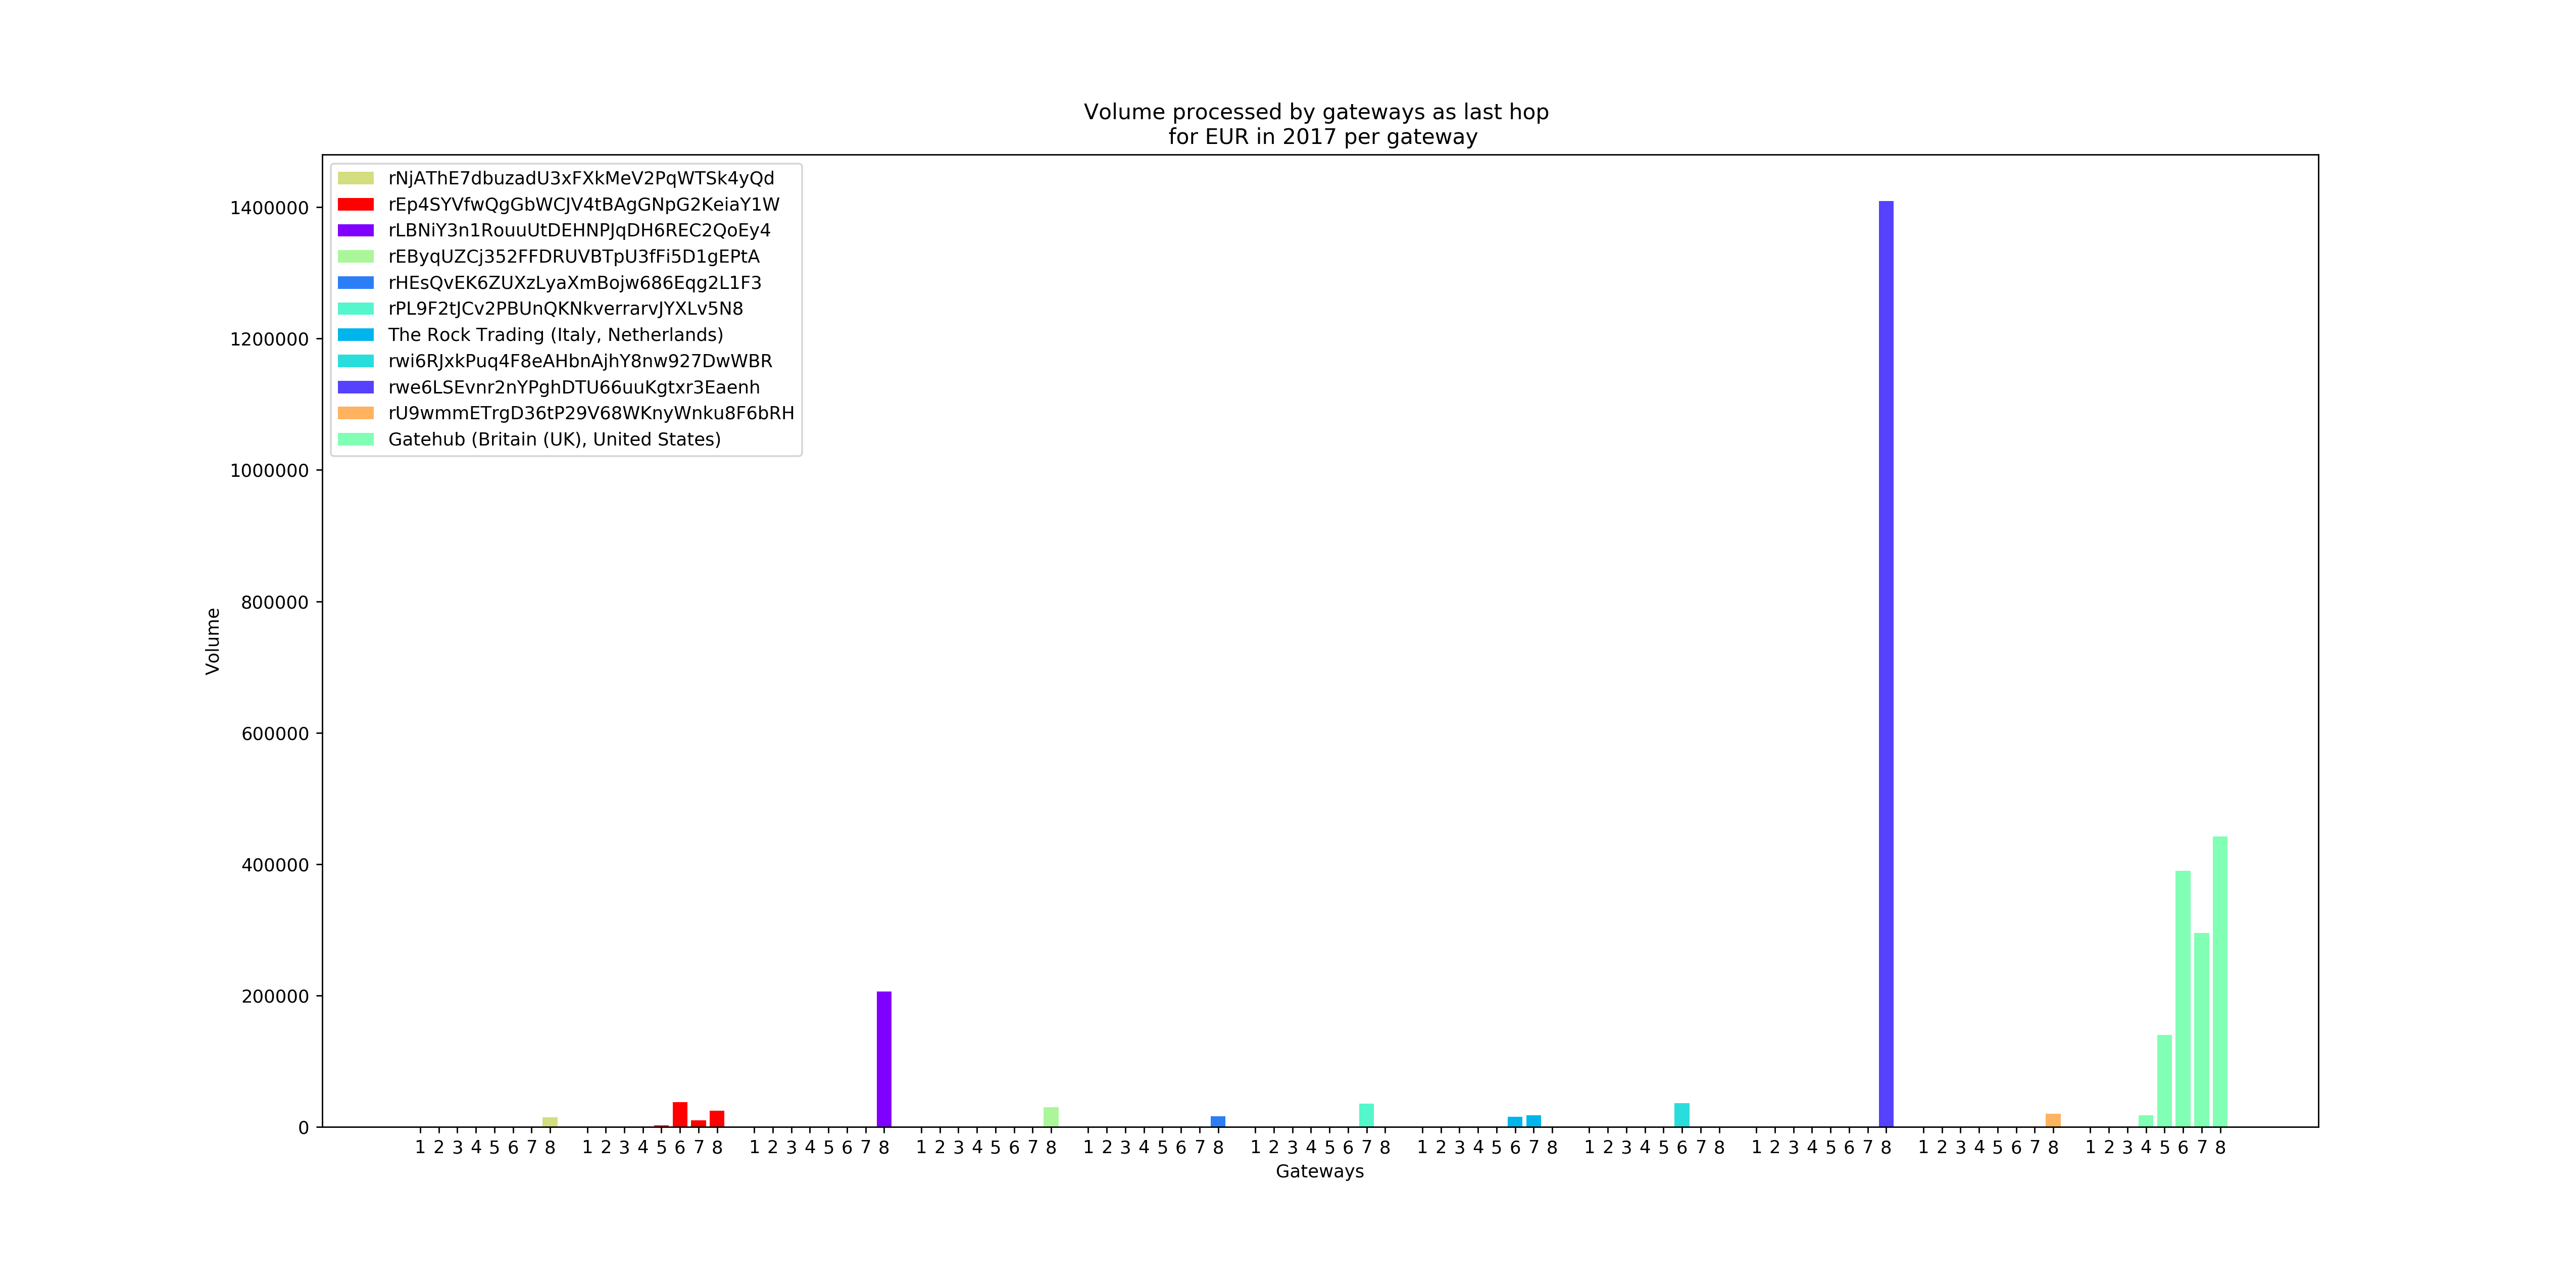 Volume processed by gateways as last hop
for EUR in 2017 per gateway
rNjAThE7dbuzadU3xFXkMeV2PqWTSk4yQd
rEp4SYVfwQgGbWCJV4tBAgGNpG2KeiaY1W
rLBNiY3n1RouuUtDEHNPJqDH6REC2QoEy4
rEByqUZCj352FFDRUVBTpU3fFi5D1gEPtA
rHEsQvEK6ZUXzLyaXmBojw686Eqg2L1F3
rPL9F2tJCv2PBUnQKNkverrarvJYXLv5N8
The Rock Trading (Italy, Netherlands)
rwi6RJxkPuq4F8eAHbnAjhY8nw927DwWBR
rwe6LSEvnr2nYPghDTU66uuKgtxr3Eaenh
rU9wmmETrgD36tP29V68WKnyWnku8F6bRH
Gatehub (Britain (UK), United States)
1400000
1200000
1000000
800000
600000
400000
200000
0
Volume
1 2 3 4 5 6 7 8 1 2 3 4 5 6 7 8 1 2 3 4 5 6 7 8 1 2 3 4 5 6 7 8 1 2 3 4 5 6 7 8 1 2 3 4 5 6 7 8 1 2 3 4 5 6 7 8 1 2 3 4 5 6 7 8 1 2 3 4 5 6 7 8 1 2 3 4 5 6 7 8 1 2 3 4 5 6 7 8
Gateways